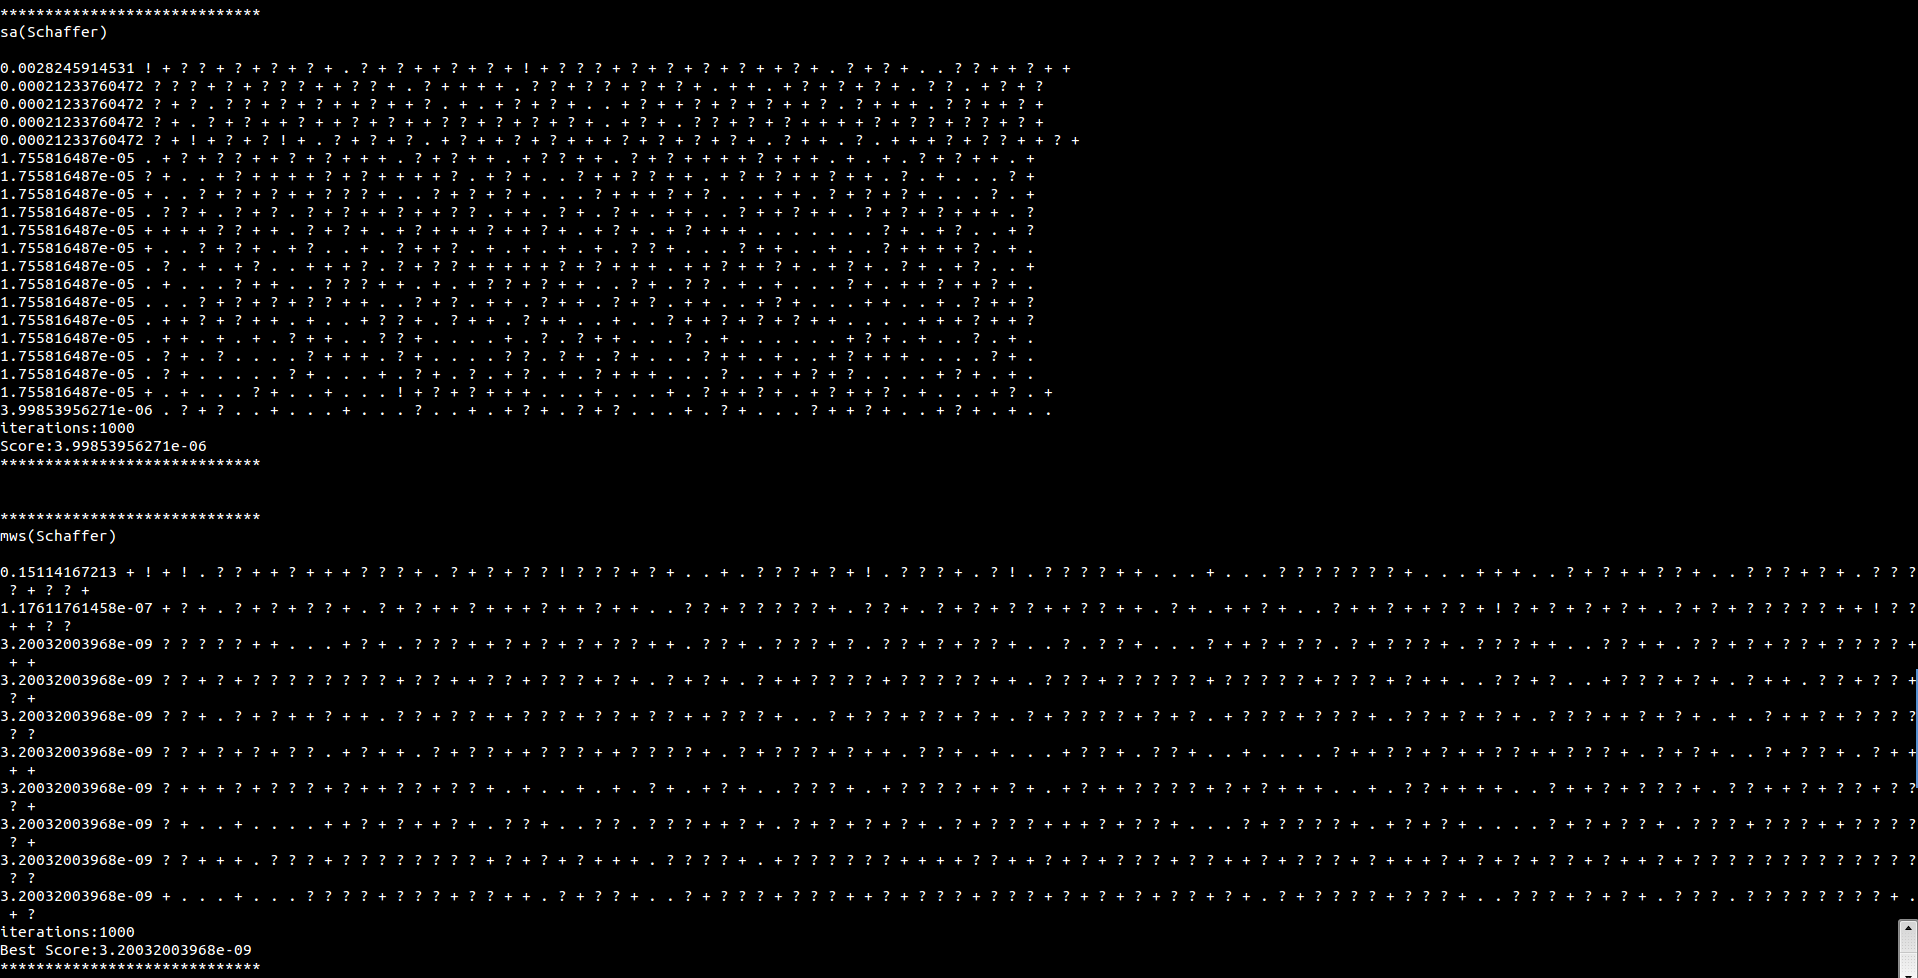 *****************************
sa(Schaffer)
0.0028245914531 ! + ? ? + ? + ? + ? + . ? + ? + + ? + ? + ! + ? ? ? + ? + ? + ? + ? + + ? + . ? + ? + . . ? ? + + ? + +
0.00021233760472 ? ? ? + ? + ? ? ? + + ? ? + . ? + + + + . ? ? + ? ? + ? + ? + . + + . + ? + ? + ? + . ? ? . + ? + ?
0.00021233760472 ? + ? . ? ? + ? + ? + + ? + ? ? . + . + ? + ? + . . + ? + + ? + ? + ? + + ? . ? + + + . ? ? + + ? +
0.00021233760472 ? + . ? + ? + + ? + + ? + ? + + ? ? + ? + ? + ? + . + ? + . ? ? + ? + ? + + + + ? + ? ? + ? ? + ? +
0.00021233760472 ? + ! + ? + ? ! + . ? + ? + ? . + ? + + ? + ? + + + ? + ? + ? + ? + . ? + + . ? . + + + ? + ? ? + + ? +
1.755816487e-05 . + ? + ? ? + + ? + ? + + + . ? + ? + + . + ? ? + + . ? + ? + + + + ? + + + . + . + . ? + ? + + . +
1.755816487e-05 ? + . . + ? + + + + ? + ? + + + + ? . + ? + . . ? + + ? ? + + . + ? + + ? + + ? + . ? . + . . . ? +
1.755816487e-05 + . . ? + ? + + ? ? ? ? + . . ? + ? + ? + . . . ? + + + ? + ? . . . + + . ? + ? + ? + . . . ? . +
1.755816487e-05 . ? ? + . ? + ? . ? + + ? + + ? + ? ? . + + . ? + . ? + . + + . . ? + + ? + + . ? + ? + ? + + + . ?
1.755816487e-05 + + + + ? ? + + . ? + ? + . + ? + + + ? + + ? + . + ? + . + ? + + + . . . . . . . ? + . + ? . . + ?
1.755816487e-05 + . . ? + ? + . + ? . . + . ? + + ? . + . + . + . + . ? ? + . . . ? + + . . + . . ? + + + + ? . + .
1.755816487e-05 . ? . + . + ? . . + + + ? . ? + ? ? + + + + + ? + ? + + + . + + ? + + ? + . + ? + . ? + . + ? . . +
1.755816487e-05 . + . . . ? + + . . ? ? ? + + . + . + + ? + ? + + . . ? + . ? ? . + . + . . . ? + . + + ? + + ? + .
1.755816487e-05 . . . ? + ? + ? + ? ? + + . . ? + ? . + + . ? + + . ? + ? . + + . . + ? + . . . + + . . + . ? + + ?
1.755816487e-05 . + + ? + ? + + . + . . + ? ? + . ? + + . ? + + . . + . . ? + + ? + ? + ? + + . . . . + + + ? + + ?
1.755816487e-05 . + + . + . + . ? + + . . ? ? + . . . . + . ? . ? + + . . . ? . + . . . . . . + ? + . + . . ? . + .
1.755816487e-05 . ? + . ? . . . . ? + + + . ? + . . . . ? ? . ? + . ? + . . . ? + + . + . . + ? + + + . . . . ? + .
1.755816487e-05 . ? + . . . . . ? + . . . + . ? + . ? . + ? . + . ? + + + . . . ? . . + + ? + ? . . . . + ? + . + .
1.755816487e-05 + . + . . . ? + . . + . . . ! + ? + ? + + + . . . + . . . + . ? + + ? + . + ? + + ? . + . . . + ? . +
3.99853956271e-06 . ? + ? . . + . . . + . . . ? . . + . + ? + . ? + ? . . . + . ? + . . . ? + + ? + . . + ? + . + . .
iterations:1000
Score:3.99853956271e-06
*****************************
*****************************
mws(Schaffer)
0.15114167213 + ! + ! . ? ? + + ? + + + ? ? ? + . ? + ? + ? ? ! ? ? ? + ? + . . + . ? ? ? + ? + ! . ? ? ? + . ? ! . ? ? ? ? + + . . . + . . . ? ? ? ? ? ? ? + . . . + + + . . ? + ? + + ? ? + . . ? ? ? + ? + . ? ? ?
? + ? ? +
1.17611761458e-07 + ? + . ? + ? ? + ? ? + . ? + ? + + ? + + + ? + + ? + + . . ? ? + ? ? ? ? ? + . ? + . ? ? + ? + ? ? + + ? ? + + . ? + . + + ? + . . ? + + ? + + ? ? + ! ? + ? + ? + ? + . ? + ? + ? ? ? ? ? + + ! ? ?
+ + ? ?
3.20032003968e-09 ? ? ? ? ? + + . . . + ? + . ? ? ? + + ? + ? + + ? ? + + . ? ? + . ? ? ? + ? . ? ? + ? + ? ? + . . ? . ? ? + . . . ? + + ? + ? ? . ? + ? ? ? + . ? ? ? + + . . ? ? + + . ? ? + ? + ? ? + ? ? ? ? +
+ +
3.20032003968e-09 ? ? + ? + ? ? ? ? ? ? ? ? + ? ? + + ? ? + ? ? ? + ? + . ? + ? + . ? + + ? ? ? ? + ? ? ? ? ? + + . ? ? ? + ? ? ? ? ? + ? ? ? ? ? + ? ? ? + ? + + . . ? ? + ? . . + ? ? ? + ? + . ? + + . ? ? + ? ? +
? +
3.20032003968e-09 ? ? + . ? + ? + + ? + + . ? ? + ? ? + + ? ? ? + ? ? + ? ? + + ? ? ? + . . ? + ? ? + ? ? + ? + . ? + ? ? ? ? + ? + ? . + ? ? ? + ? ? ? + . ? ? + ? + ? + . ? ? ? + + ? + ? + . + . ? + + ? + ? ? ? ?
? ?
3.20032003968e-09 ? ? + ? + ? + ? ? . + ? + + . ? + ? ? + + ? ? ? + + ? ? ? ? + . ? + ? ? ? + ? + + . ? ? + . + . . . + ? ? + . ? ? + . . + . + . . . . ? + + ? ? + ? + + ? ? + + ? ? ? + . ? + ? + . . ? + ? ? + . ? + +
+ +
3.20032003968e-09 ? + + + ? + ? ? ? + ? + + ? ? + ? ? + . + . . + . + . ? + . + ? + . . ? ? ? + . + ? ? ? ? + + ? + . + ? + + ? ? ? ? + ? + ? + + + . . + . ? ? + + + + . . ? + + ? + ? ? ? + . ? ? + + ? + ? + ? ?
? +
3.20032003968e-09 ? + . . + . . . . + + ? + ? + + ? + . ? ? + . . ? ? . ? ? ? + + ? + . ? + ? + ? + ? + . ? + ? ? ? + + + ? + ? ? + . . . ? + ? ? ? ? + . + ? + ? + . . . . ? + ? + ? ? + . ? ? ? + ? ? ? + + ? ? ? ?
? +
3.20032003968e-09 ? ? + + + . ? ? ? + ? ? ? ? ? ? ? ? + ? + ? + + + . ? ? ? ? + . + ? ? ? ? ? ? + + + + ? ? + + ? + ? ? + ? + + ? + ? ? + + ? + ? ? + + ? ? + ? + ? ? + + ? ? + + ? + + ? + ? ? ? ? ? ? ? ? ? ? ? ?
? ?
3.20032003968e-09 + . . . + . . . ? ? ? ? + ? ? ? + ? ? + + . ? + ? ? + . . ? + ? ? ? + ? ? ? + + ? + + ? ? ? + ? ? ? + ? + ? + ? + ? ? + ? . ? + ? ? ? ? + ? ? ? + . . ? ? ? + ? + ? + . ? ? ? . ? ? ? ? ? ? ? ? + .
+ ?
iterations:1000
Best Score:3.20032003968e-09
*****************************